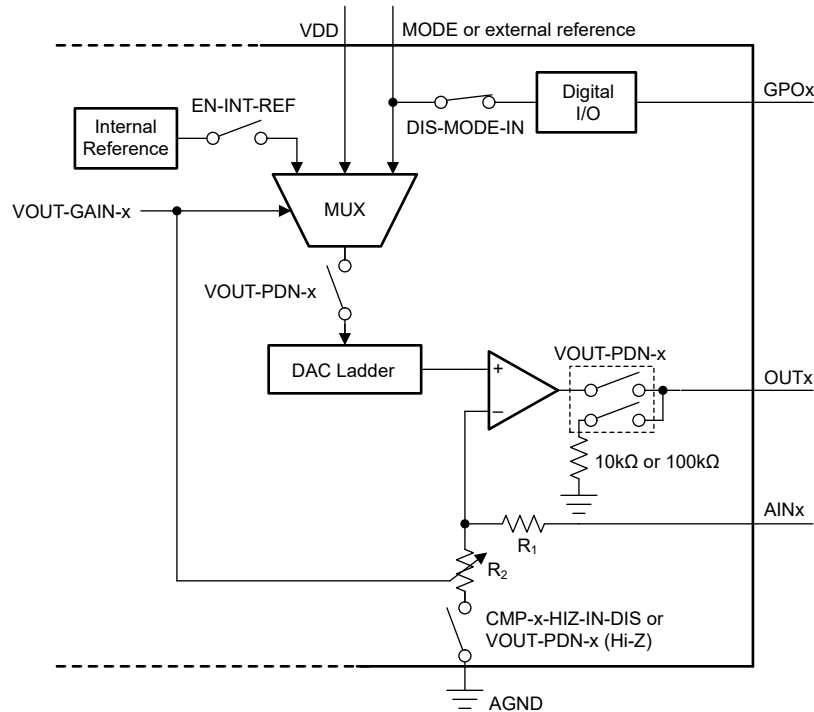 VDD
MODE or external reference
GPOx
Digital
I/O
EN-INT-REF
DIS-MODE-IN
Internal
Reference
VOUT-GAIN-x
MUX
VOUT-PDN-x
DAC Ladder
+
−
VOUT-PDN-x
OUTx
10kΩ or 100kΩ
AINx
R1
R2
CMP-x-HIZ-IN-DIS or
VOUT-PDN-x (Hi-Z)
AGND